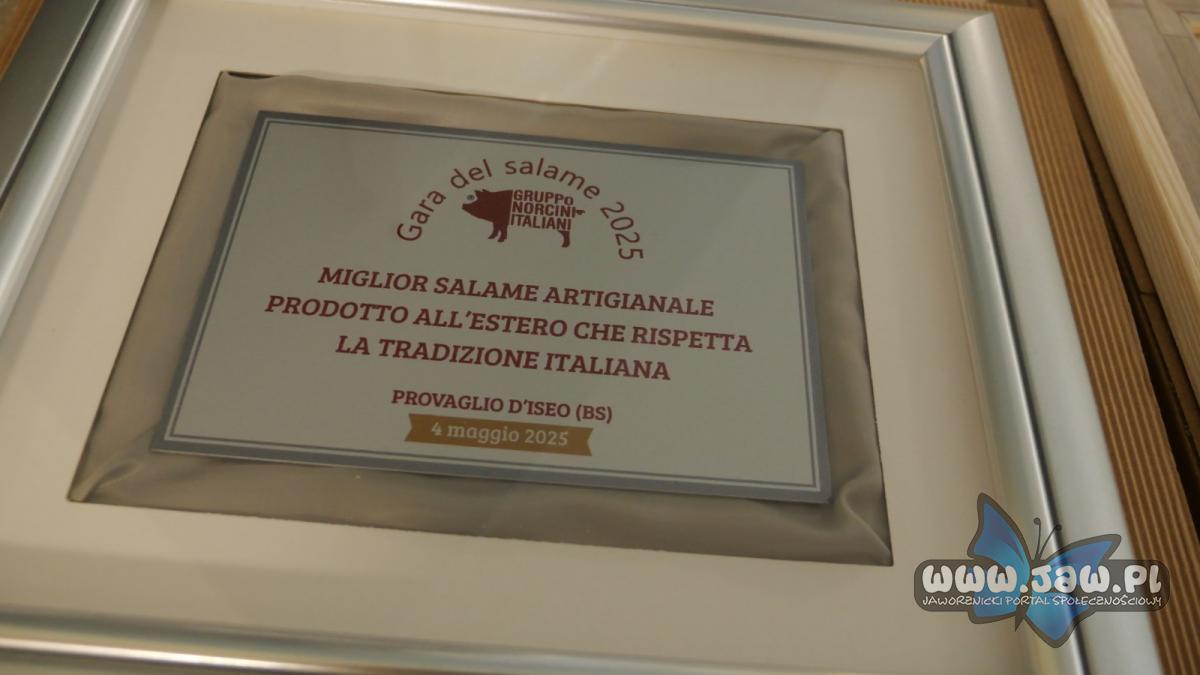 Gara del salame 2025
GRUPPO
NORCINI
ITALIANI
MIGLIOR SALAME ARTIGIANALE
PRODOTTO ALL'ESTERO CHE RISPETTA
LA TRADIZIONE ITALIANA
PROVAGLIO D'ISEO (BS)
4 maggio 2025
www.jaw.pl
JAWORZNICKI PORTAL SPOŁECZNOŚCIOWY